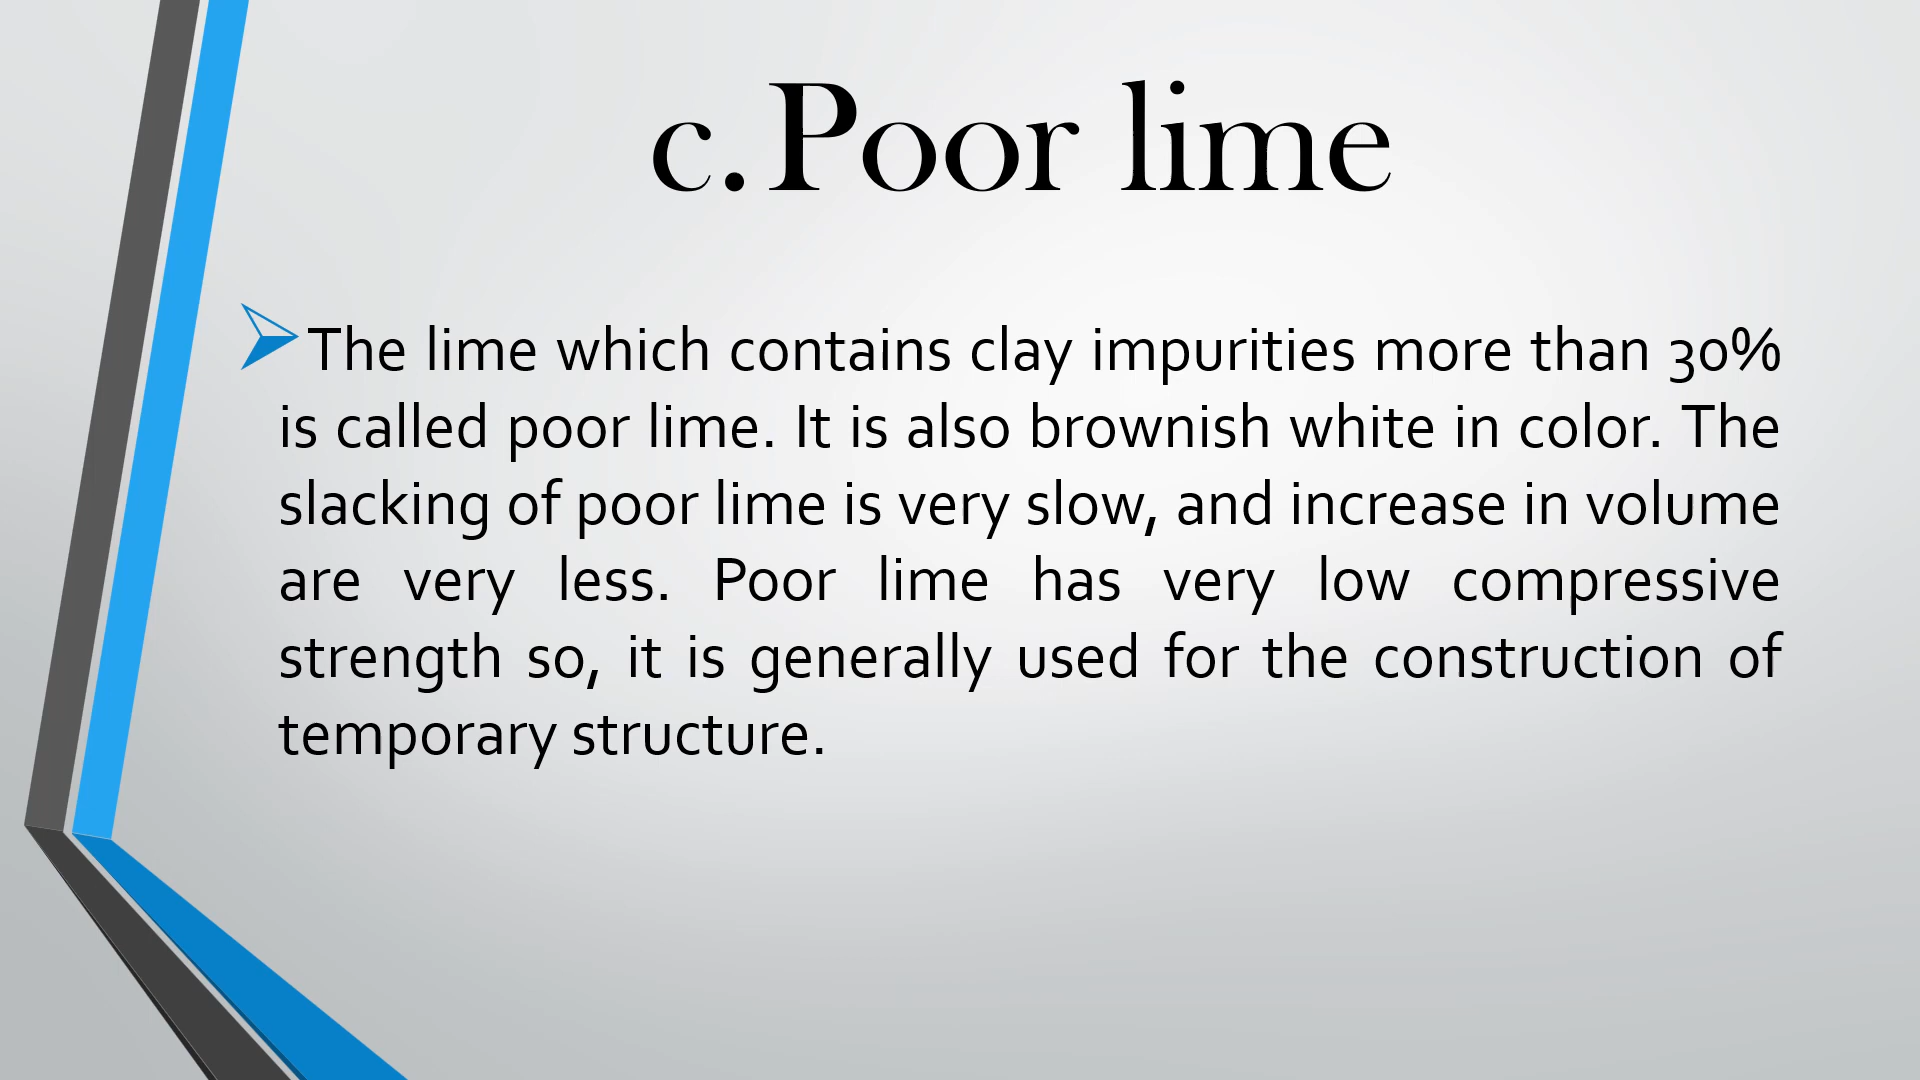 c. Poor lime
The lime which contains clay impurities more than 30%
is called poor lime. It is also brownish white in color. The
slacking of poor lime is very slow, and increase in volume
are very less. Poor lime has very low compressive
strength so, it is generally used for the construction of
temporary structure.